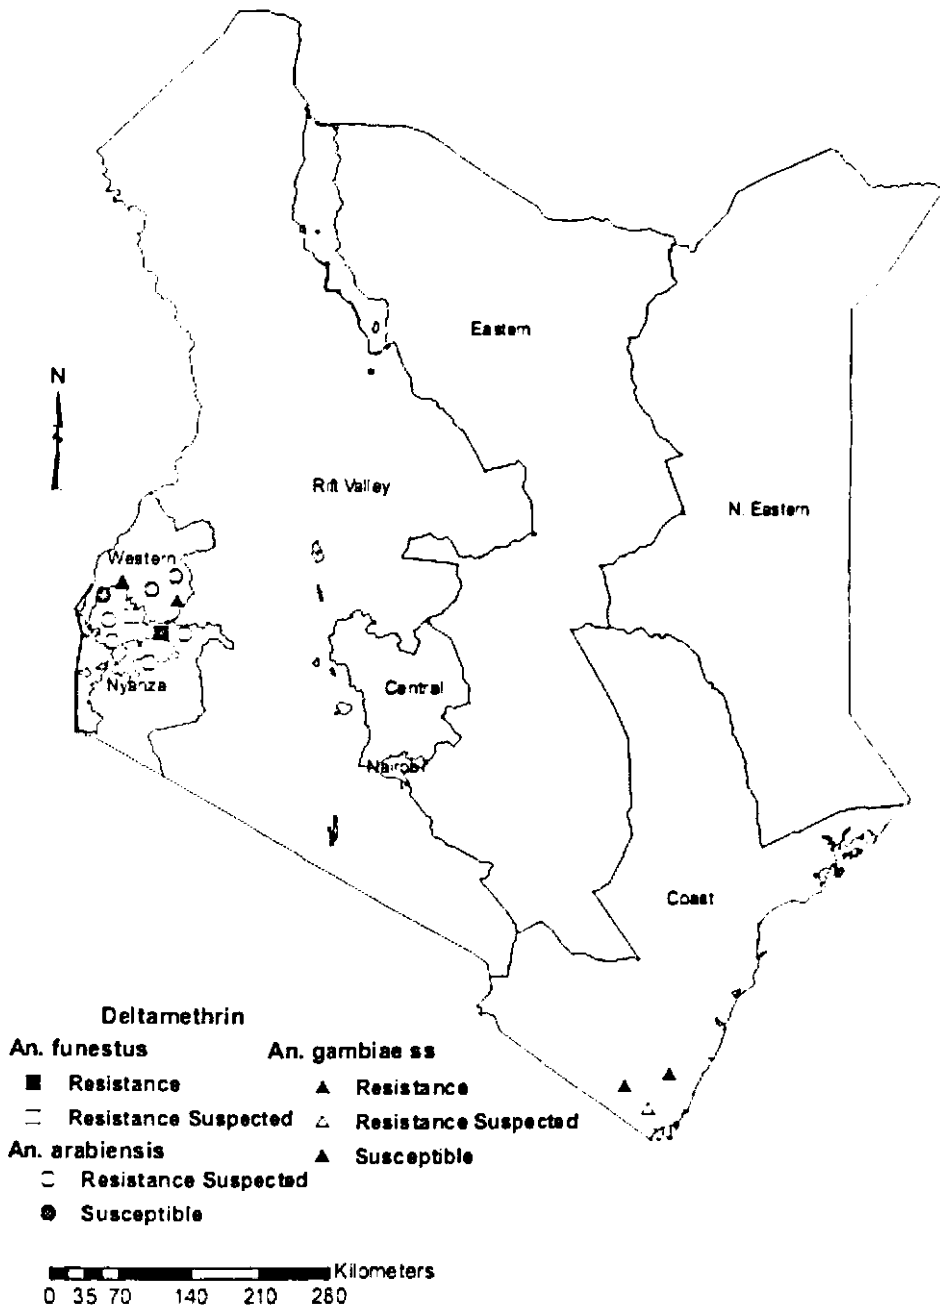 Eastern
N
Rift Valley
N. Eastern
Western
Nyanza
Central
Nairobi
Coast
Deltamethrin
An. funestus
Resistance
Resistance Suspected
An. arabiensis
Resistance Suspected
Susceptible
An. gambiae ss
Resistance
Resistance Suspected
Susceptible
Kilometers
0 35 70 140 210 280